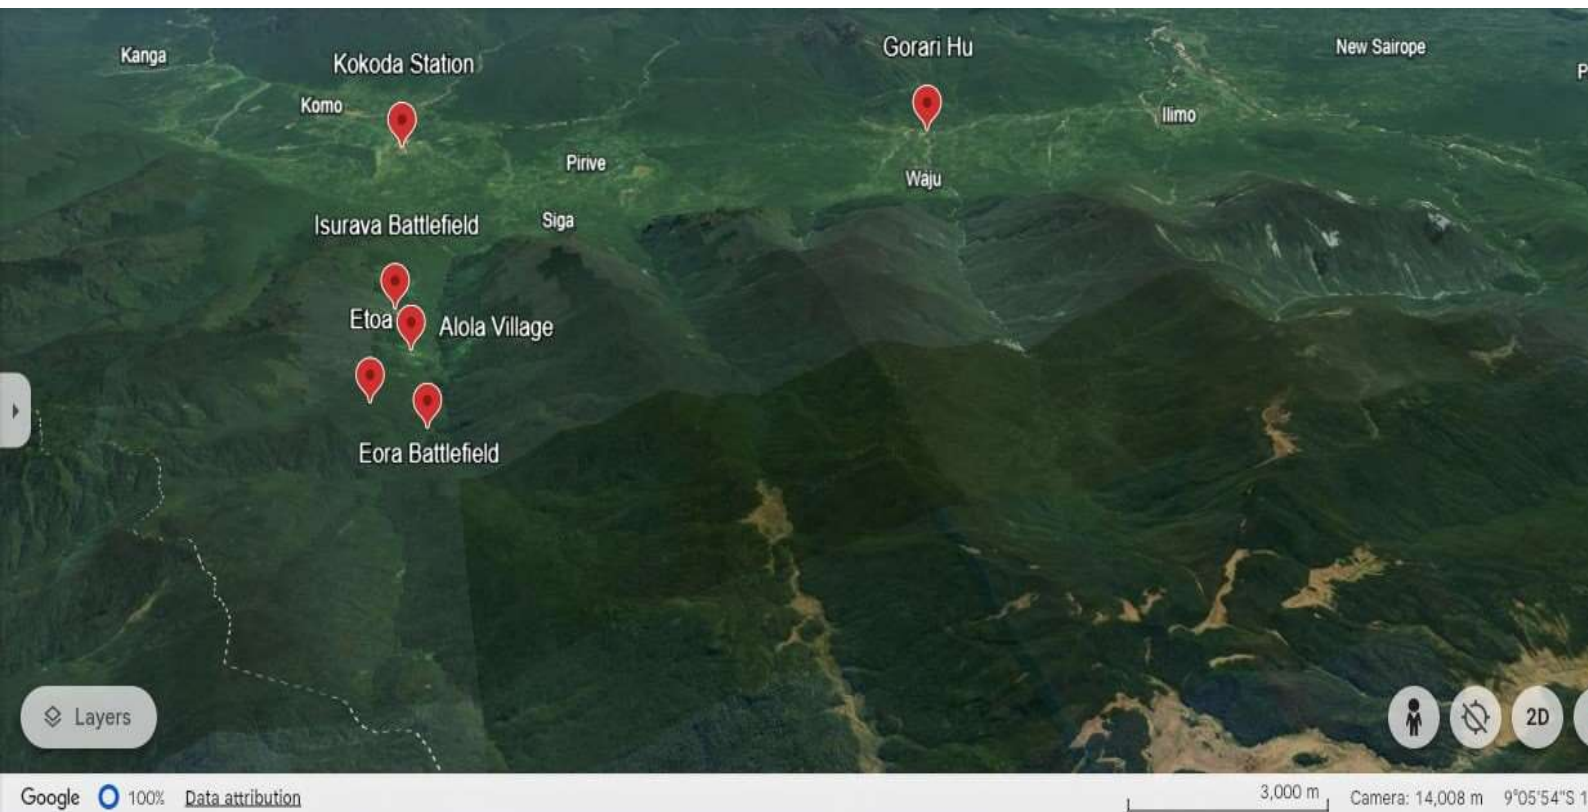 Kanga
Kokoda Station
Gorari Hu
New Sairope
P
Komo
Ilimo
Pirive
Waju
Isurava Battlefield
Siga
Etoa
Alola Village
Eora Battlefield
Layers
2D
Google 100% Data attribution 3,000 m Camera: 14,008 m 9°05'54"S 1